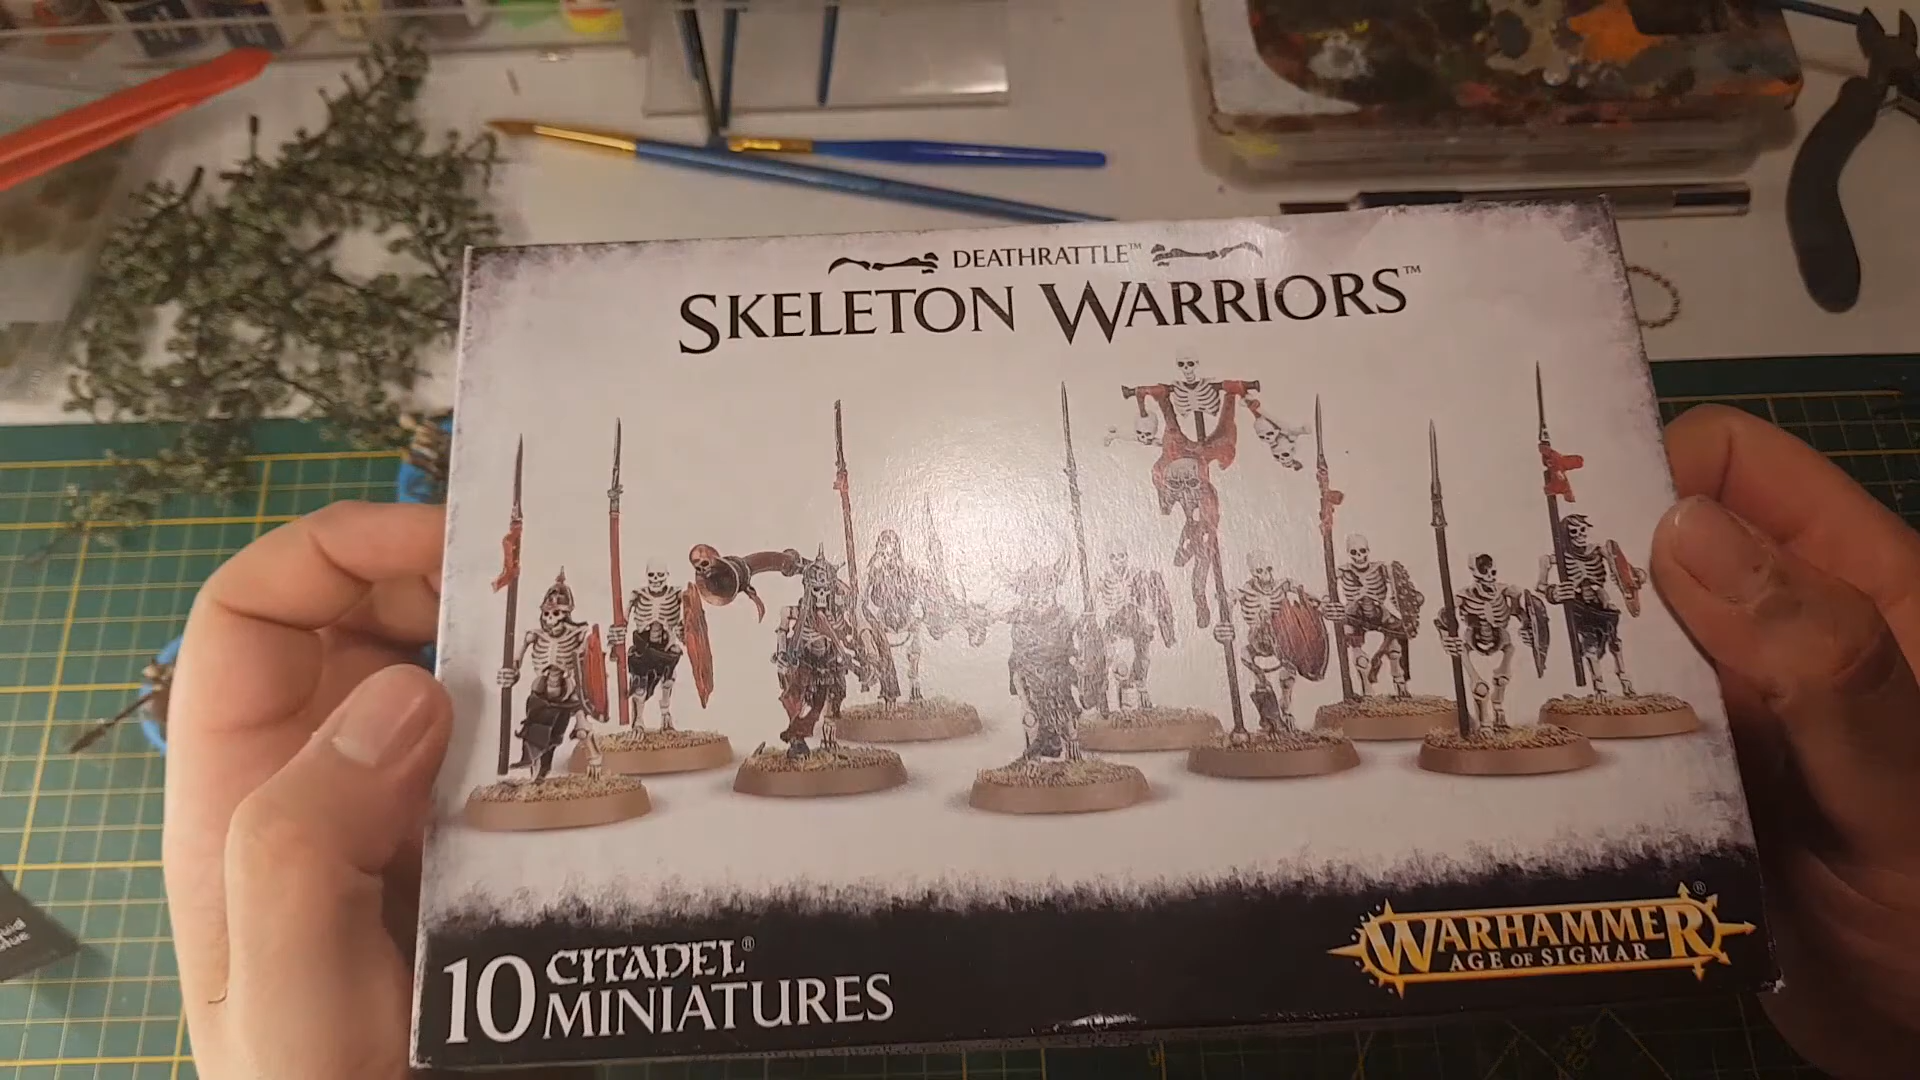 DEATHRATTLE™
SKELETON WARRIORS™
10 CITADEL®
MINIATURES
WARHAMMER®
AGE OF SIGMAR